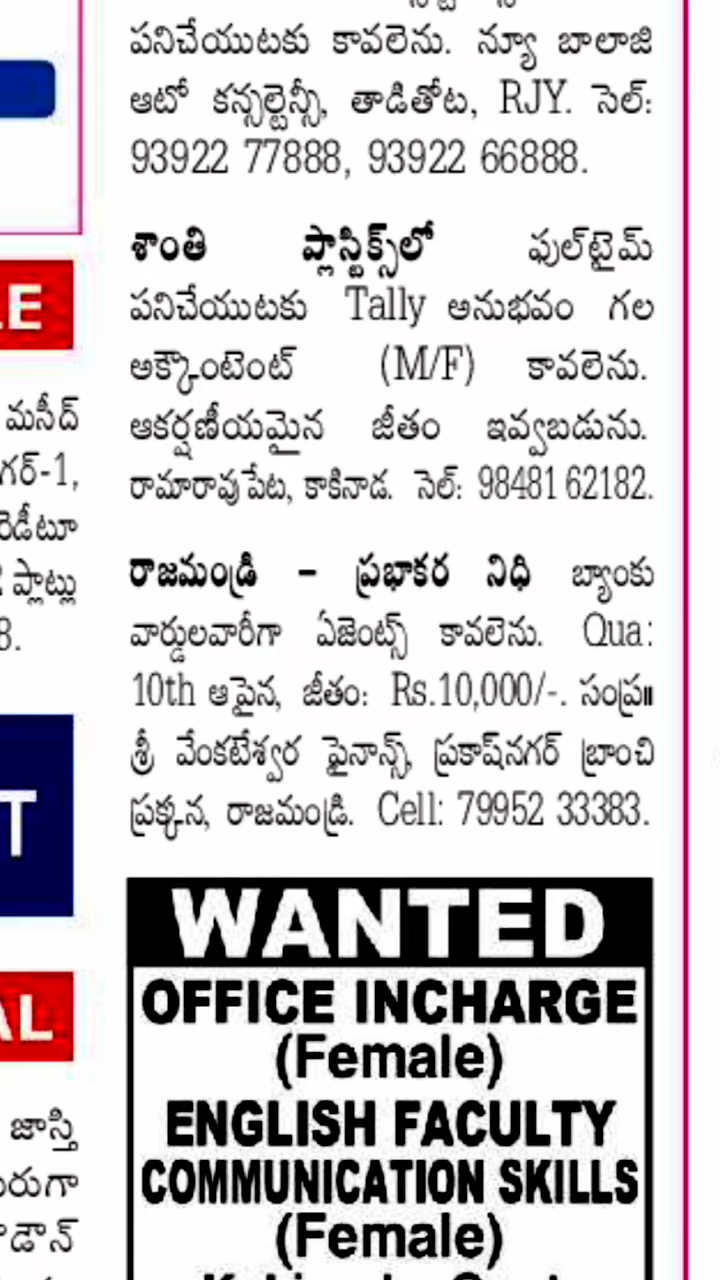 పనిచేయుటకు కావలెను. న్యూ బాలాజి
ఆటో కన్సల్టెన్సీ, తాడితోట, RJY. సెల్:
93922 77888, 93922 66888.
శాంతి ప్లాస్టిక్స్‌లో ఫుల్‌టైమ్
పనిచేయుటకు Tally అనుభవం గల
అక్కౌంటెంట్ (M/F) కావలెను.
ఆకర్షణీయమైన జీతం ఇవ్వబడును.
రామారావుపేట, కాకినాడ. సెల్: 98481 62182.
రాజమండ్రి – ప్రభాకర నిధి బ్యాంకు
వార్డులవారీగా ఏజెంట్స్ కావలెను. Qua:
10th ఆపైన, జీతం: Rs.10,000/-. సంప్ర॥
శ్రీ వేంకటేశ్వర ఫైనాన్స్, ప్రకాష్‌నగర్ బ్రాంచి
ప్రక్కన, రాజమండ్రి. Cell: 79952 33383.
WANTED
OFFICE INCHARGE
(Female)
ENGLISH FACULTY
COMMUNICATION SKILLS
(Female)
LE
మసీద్
గర్-1,
రెడీటూ
ప్లాట్లు
8.
T
AL
జాస్తి
డౌన్